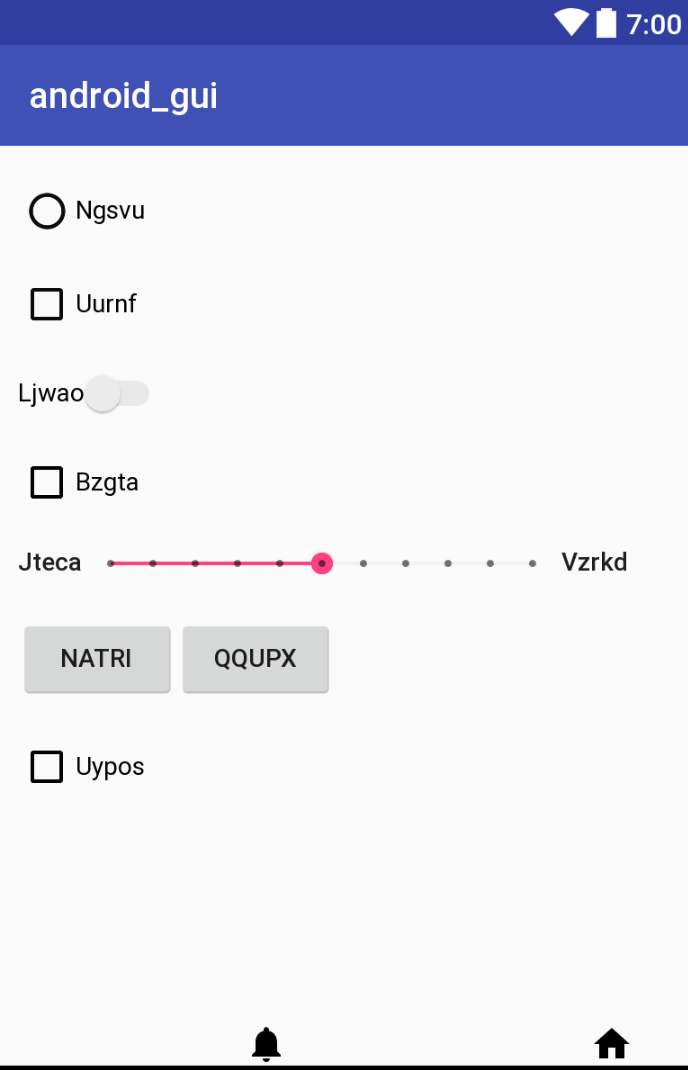 7:00
android_gui
Ngsvu
Uurnf
Ljwao
Bzgta
Jteca Vzrkd
NATRI QQUPX
Uypos